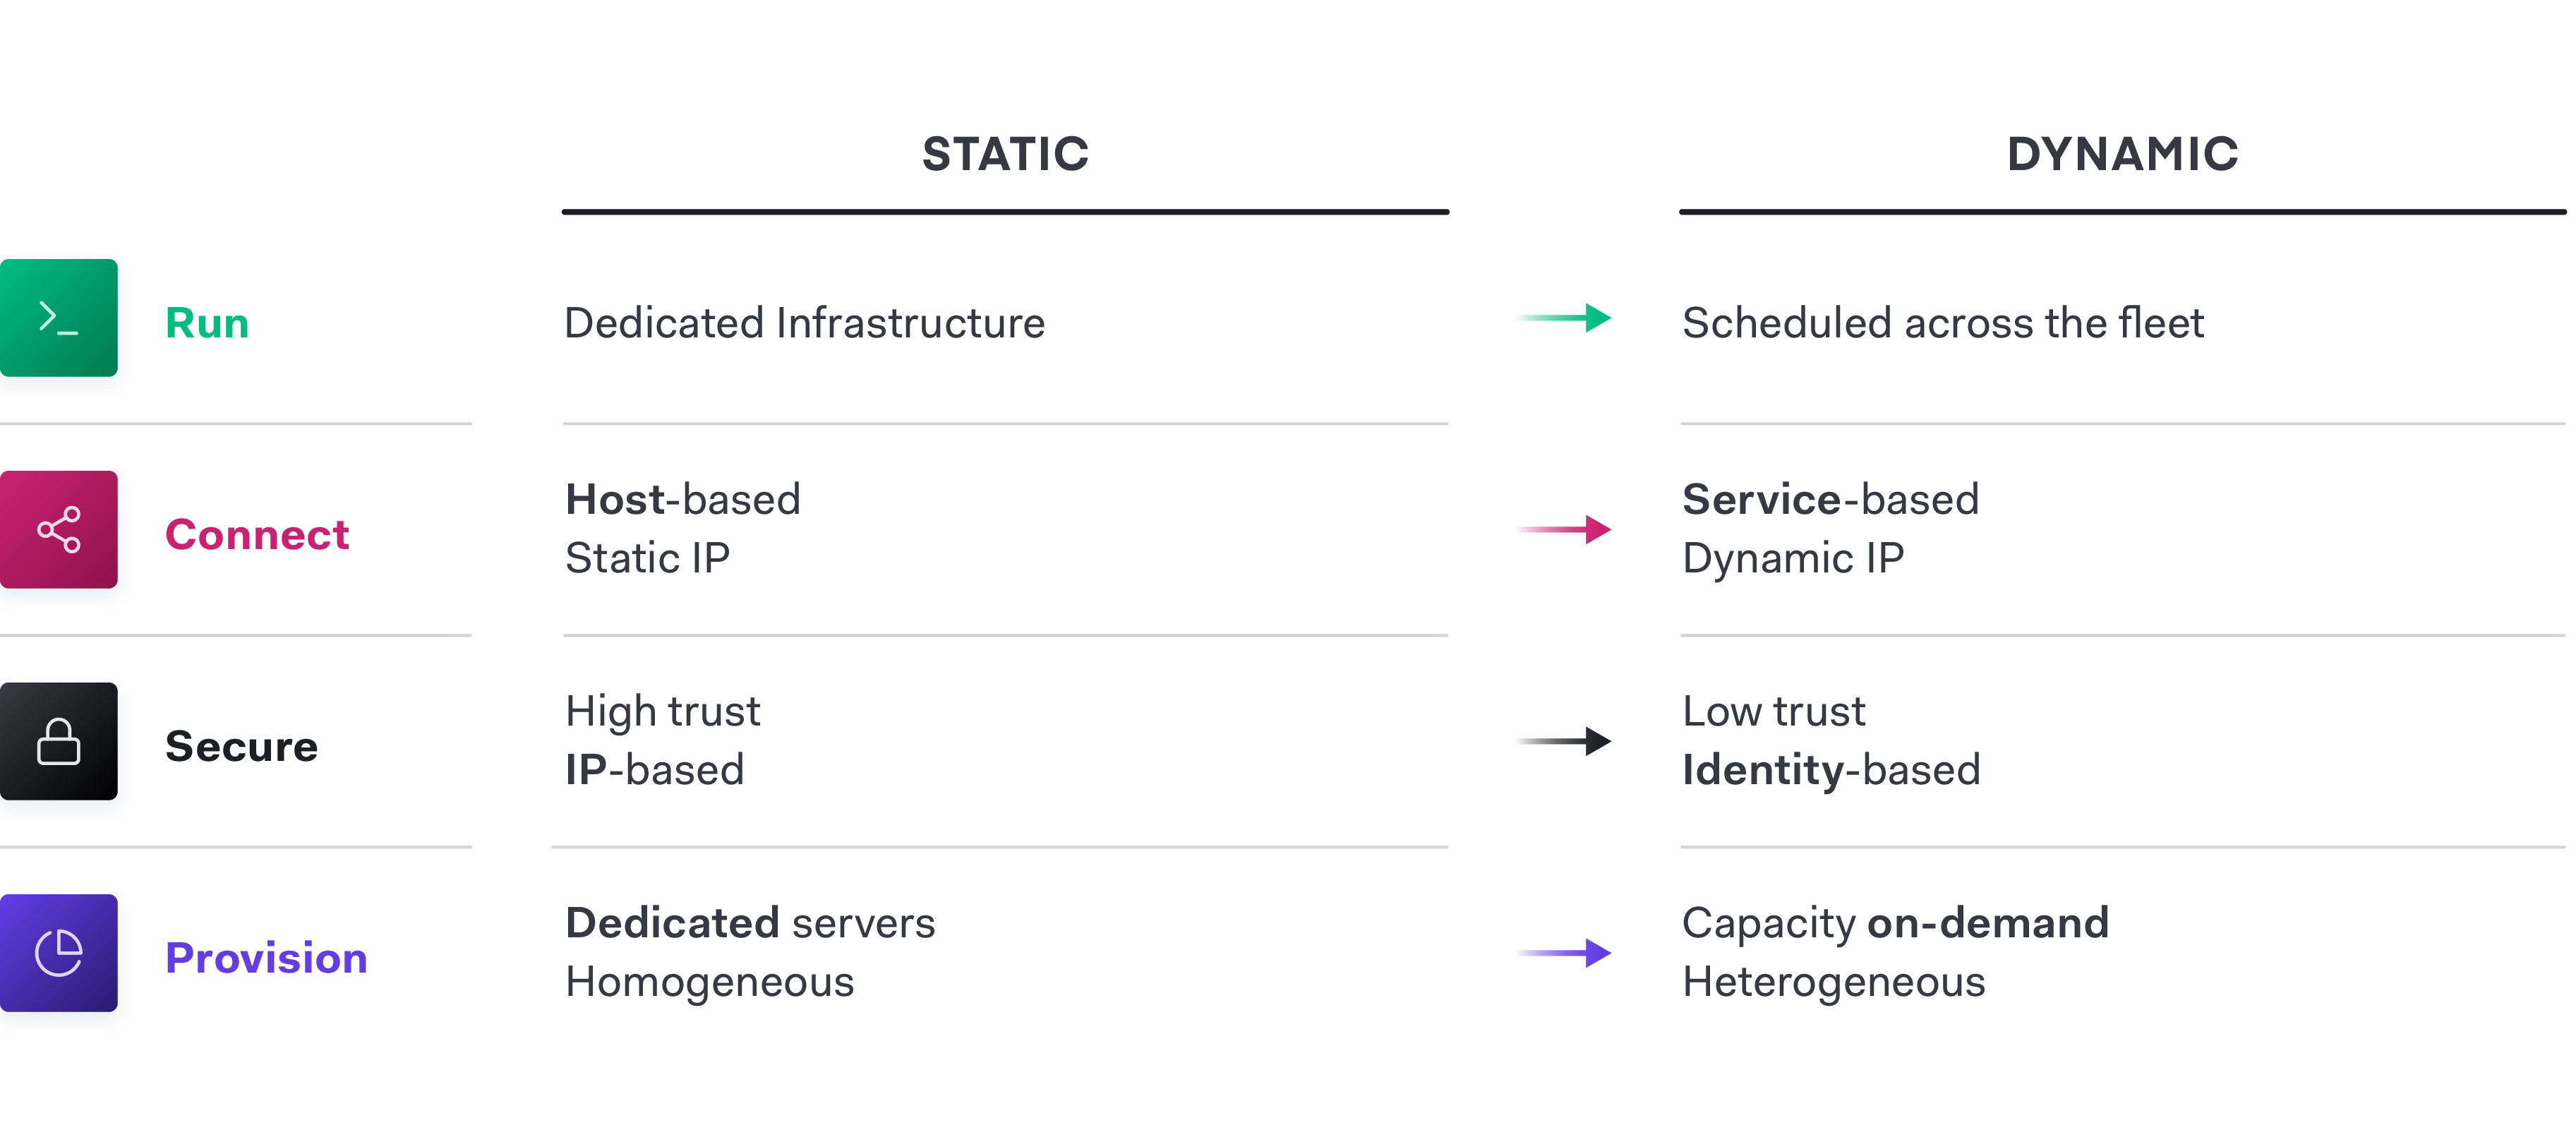 STATIC
DYNAMIC
Run
Dedicated Infrastructure
Scheduled across the fleet
Connect
Host-based
Static IP
Service-based
Dynamic IP
Secure
High trust
IP-based
Low trust
Identity-based
Provision
Dedicated servers
Homogeneous
Capacity on-demand
Heterogeneous